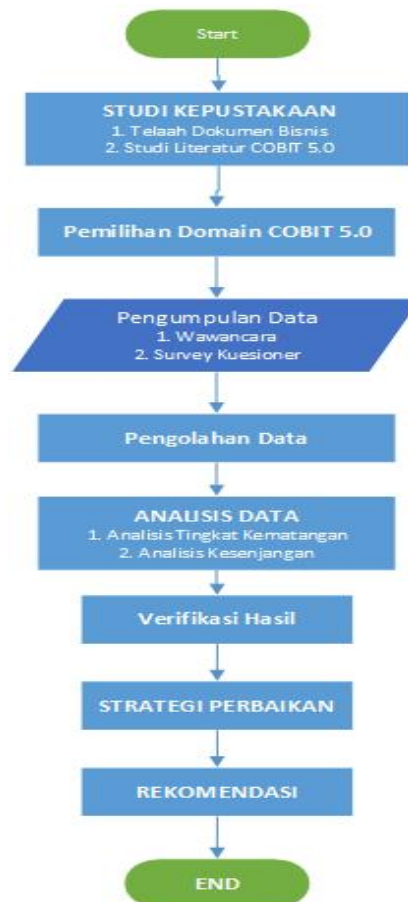 Start
STUDI KEPUSTAKAAN
1. Telaah Dokumen Bisnis
2. Studi Literatur COBIT 5.0
Pemilihan Domain COBIT 5.0
Pengumpulan Data
1. Wawancara
2. Survey Kuesioner
Pengolahan Data
ANALISIS DATA
1. Analisis Tingkat Kematangan
2. Analisis Kesenjangan
Verifikasi Hasil
STRATEGI PERBAIKAN
REKOMENDASI
END